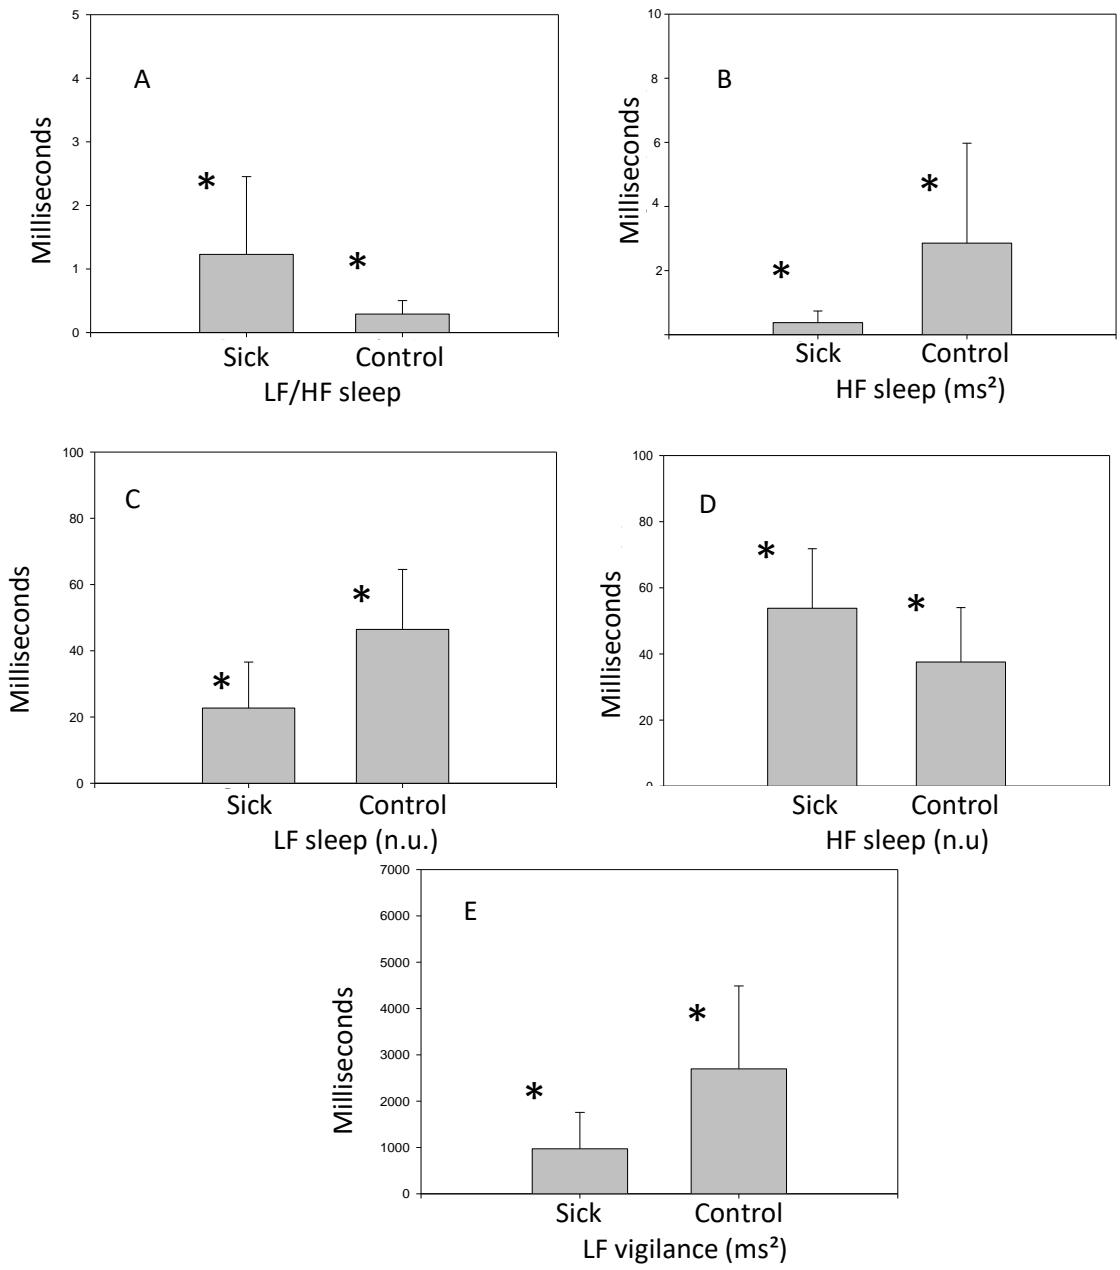 A
Milliseconds
5
4
3
2
1
0
*
*
Sick
Control
LF/HF sleep
B
Milliseconds
10
8
6
4
2
*
*
Sick
Control
HF sleep (ms²)
C
Milliseconds
100
80
60
40
20
0
*
*
Sick
Control
LF sleep (n.u.)
D
Milliseconds
100
80
60
40
20
0
*
*
Sick
Control
HF sleep (n.u)
E
Milliseconds
7000
6000
5000
4000
3000
2000
1000
0
*
*
Sick
Control
LF vigilance (ms²)